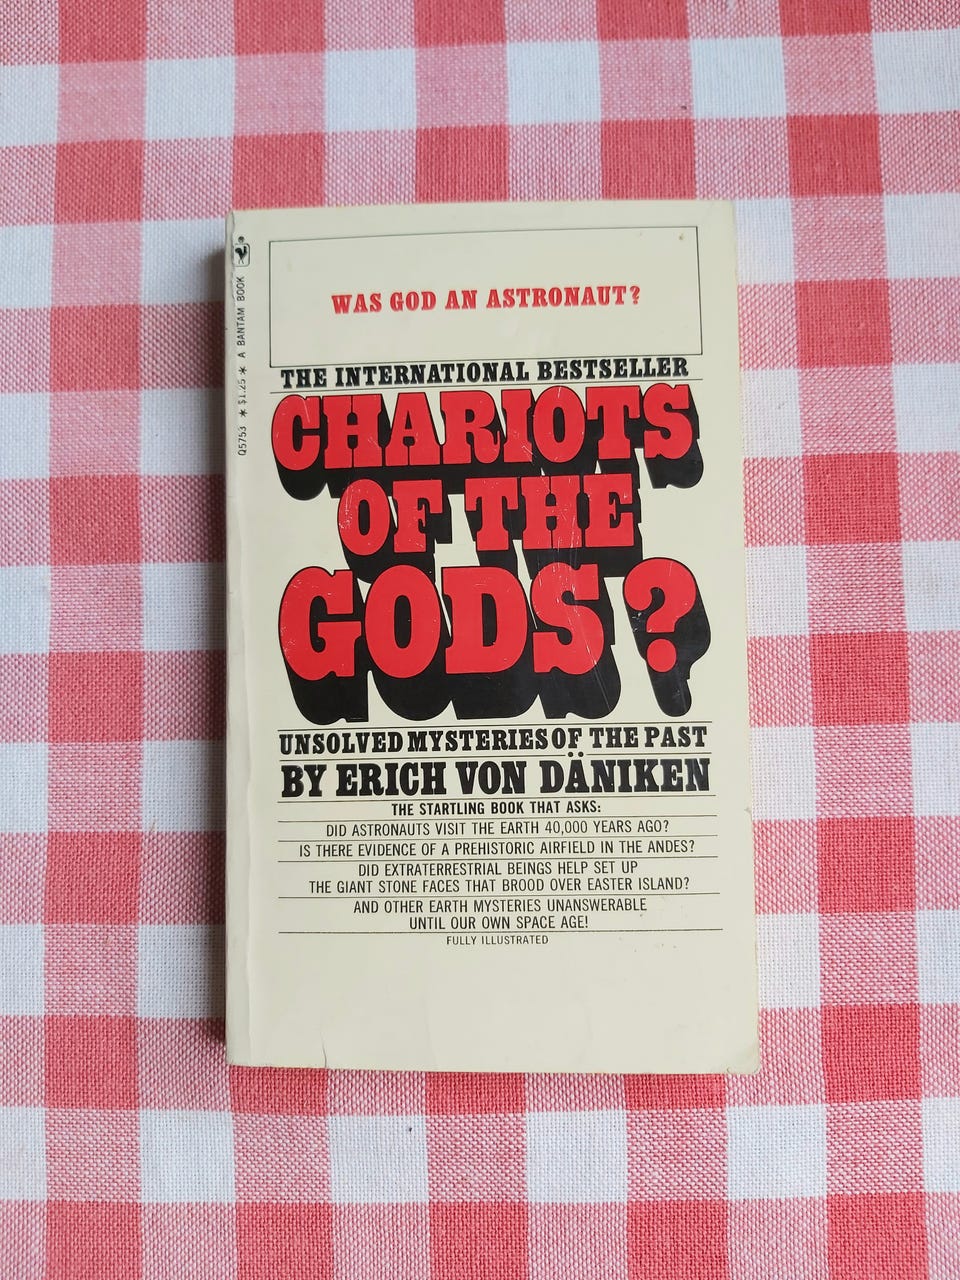 WAS GOD AN ASTRONAUT?
THE INTERNATIONAL BESTSELLER
CHARIOTS
OF THE
GODS?
UNSOLVED MYSTERIES OF THE PAST
BY ERICH VON DÄNIKEN
THE STARTLING BOOK THAT ASKS:
DID ASTRONAUTS VISIT THE EARTH 40,000 YEARS AGO?
IS THERE EVIDENCE OF A PREHISTORIC AIRFIELD IN THE ANDES?
DID EXTRATERRESTRIAL BEINGS HELP SET UP
THE GIANT STONE FACES THAT BROOD OVER EASTER ISLAND?
AND OTHER EARTH MYSTERIES UNANSWERABLE
UNTIL OUR OWN SPACE AGE!
FULLY ILLUSTRATED
Q5753 * $1.25 * A BANTAM BOOK